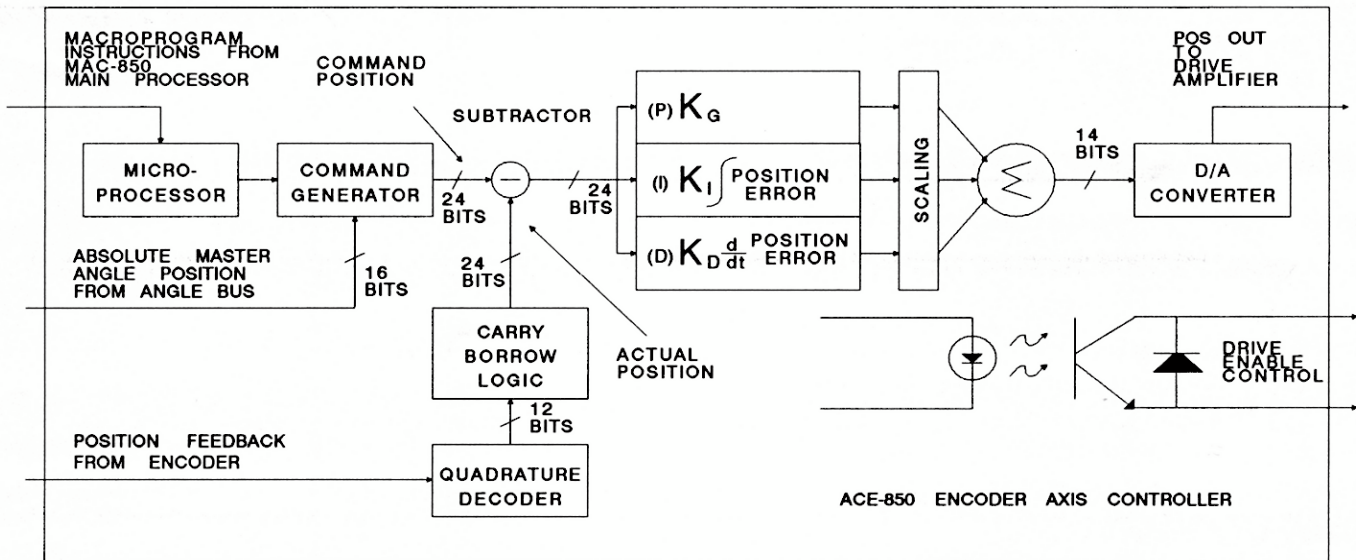 MACROPROGRAM
INSTRUCTIONS FROM
MAC-850
MAIN PROCESSOR
COMMAND
POSITION
SUBTRACTOR
POS OUT
TO
DRIVE
AMPLIFIER
MICRO-
PROCESSOR
COMMAND
GENERATOR
24
BITS
24
BITS
(P) K G
(I) K I ∫ POSITION
ERROR
(D) K D d/dt POSITION
ERROR
SCALING
Σ
14
BITS
D/A
CONVERTER
ABSOLUTE MASTER
ANGLE POSITION
FROM ANGLE BUS
16
BITS
24
BITS
CARRY
BORROW
LOGIC
ACTUAL
POSITION
DRIVE
ENABLE
CONTROL
12
BITS
POSITION FEEDBACK
FROM ENCODER
QUADRATURE
DECODER
ACE-850 ENCODER AXIS CONTROLLER